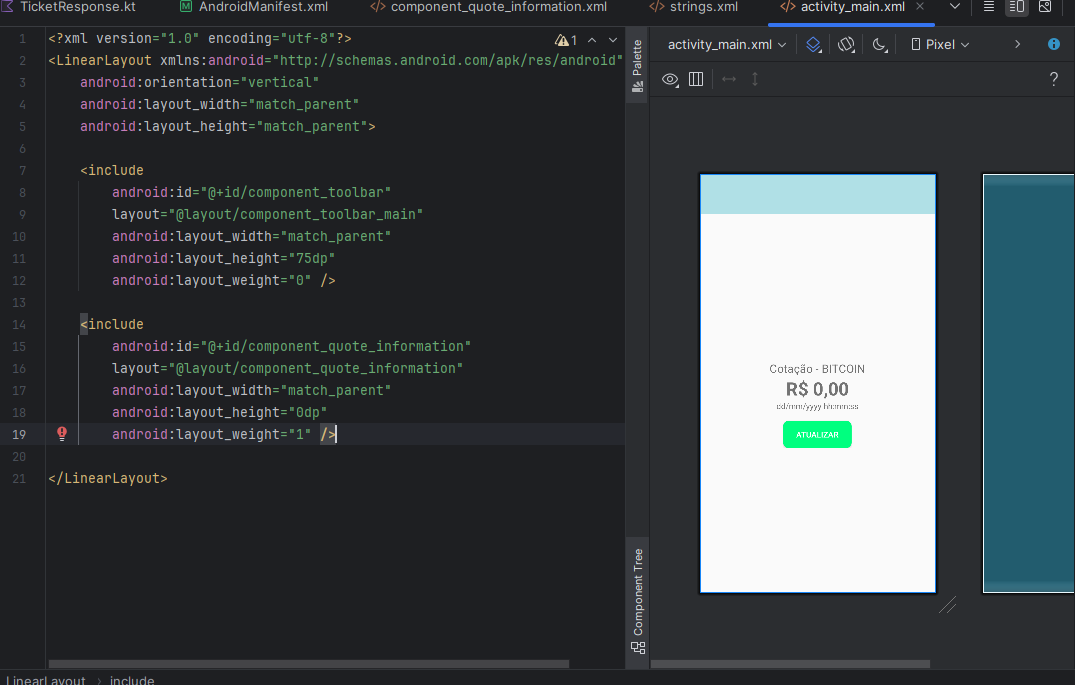 TicketResponse.kt AndroidManifest.xml component_quote_information.xml strings.xml activity_main.xml
1 <?xml version="1.0" encoding="utf-8"?> 1
2 <LinearLayout xmlns:android="http://schemas.android.com/apk/res/android"
3 android:orientation="vertical"
4 android:layout_width="match_parent"
5 android:layout_height="match_parent">
6
7 <include
8 android:id="@+id/component_toolbar"
9 layout="@layout/component_toolbar_main"
10 android:layout_width="match_parent"
11 android:layout_height="75dp"
12 android:layout_weight="0" />
13
14 <include
15 android:id="@+id/component_quote_information"
16 layout="@layout/component_quote_information"
17 android:layout_width="match_parent"
18 android:layout_height="0dp"
19 android:layout_weight="1" />
20
21 </LinearLayout>
Palette
Component Tree
activity_main.xml Pixel
?
Cotação - BITCOIN
R$ 0,00
dd/mm/yyyy hh:mm:ss
ATUALIZAR
LinearLayout > include